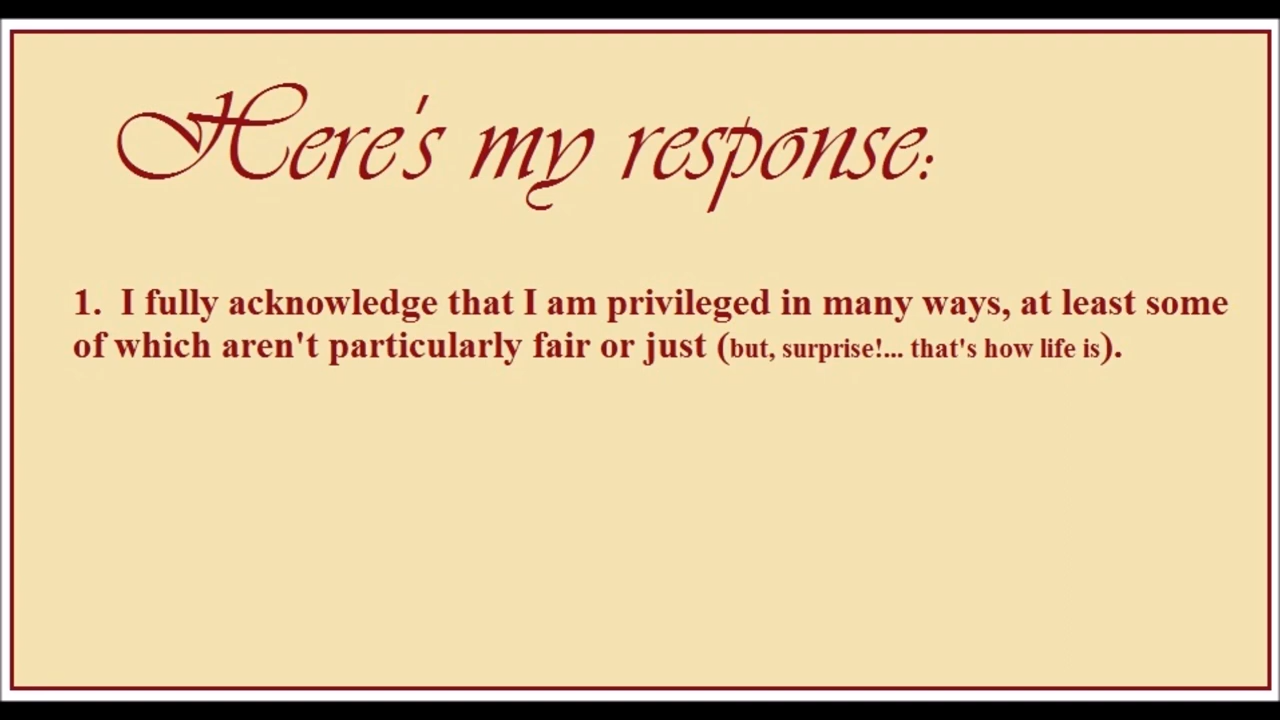 Here's my response:
1. I fully acknowledge that I am privileged in many ways, at least some
of which aren't particularly fair or just (but, surprise!... that's how life is).